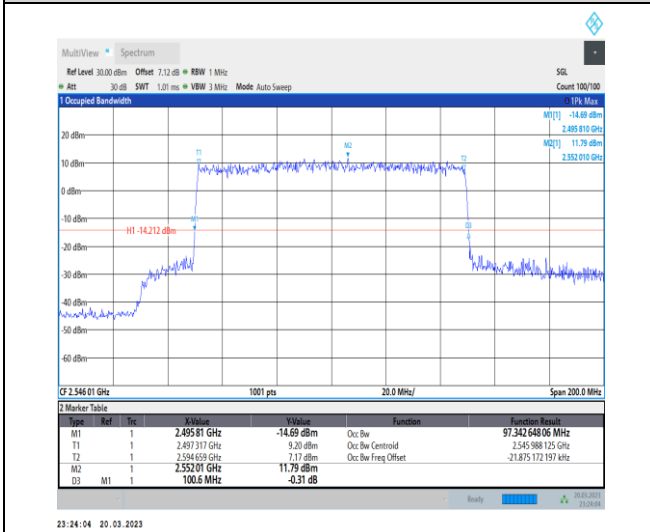 MultiView Spectrum
Ref Level 30.00 dBm Offset 7.12 dB RBW 1 MHz SGL
Att 30 dB SWT 1.01 ms VBW 3 MHz Mode Auto Sweep Count 100/100
1 Occupied Bandwidth 1Pk Max
M1[1] -14.69 dBm
2.495 810 GHz
M2[1] 11.79 dBm
2.552 010 GHz
20 dBm
M2
T1
T2
10 dBm
0 dBm
-10 dBm
M1
D3
H1 -14.212 dBm
-20 dBm
-30 dBm
-40 dBm
-50 dBm
-60 dBm
CF 2.546 01 GHz 1001 pts 20.0 MHz/ Span 200.0 MHz
2 Marker Table
Type Ref Trc X-Value Y-Value Function Function Result
M1 1 2.495 81 GHz -14.69 dBm Occ Bw 97.342 648 06 MHz
T1 1 2.497 317 GHz 9.20 dBm Occ Bw Centroid 2.545 988 125 GHz
T2 1 2.594 659 GHz 7.17 dBm Occ Bw Freq Offset -21.875 172 197 kHz
M2 1 2.552 01 GHz 11.79 dBm
D3 M1 1 100.6 MHz -0.31 dB
Ready 20.03.2023
23:24:04
23:24:04 20.03.2023